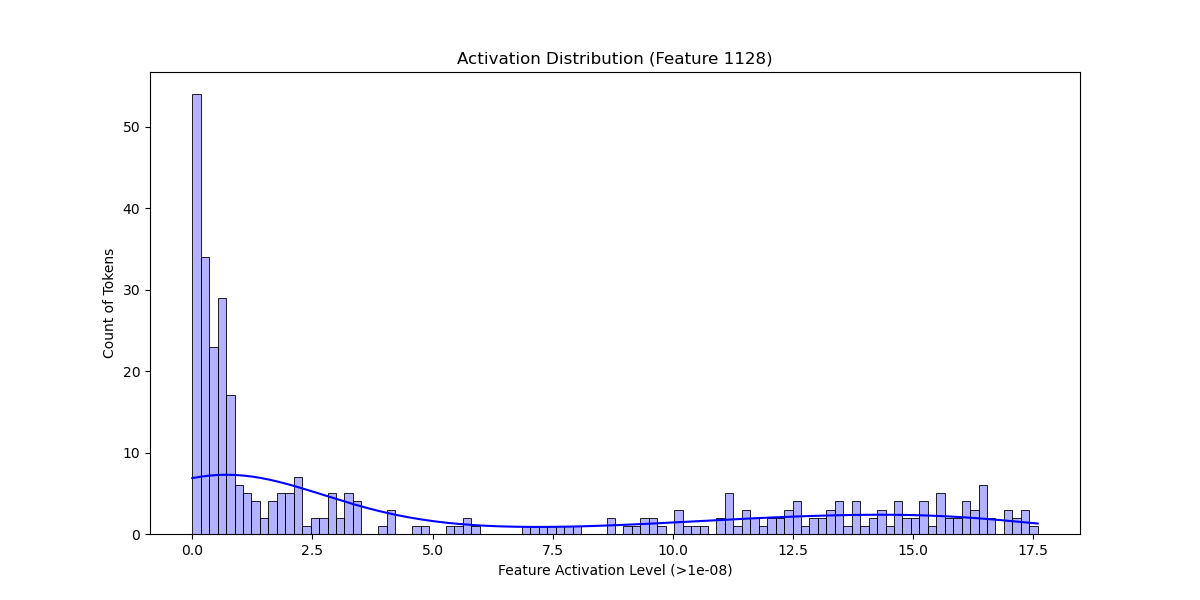 Activation Distribution (Feature 1128)
Count of Tokens
50
40
30
20
10
0
0.0 2.5 5.0 7.5 10.0 12.5 15.0 17.5
Feature Activation Level (>1e-08)